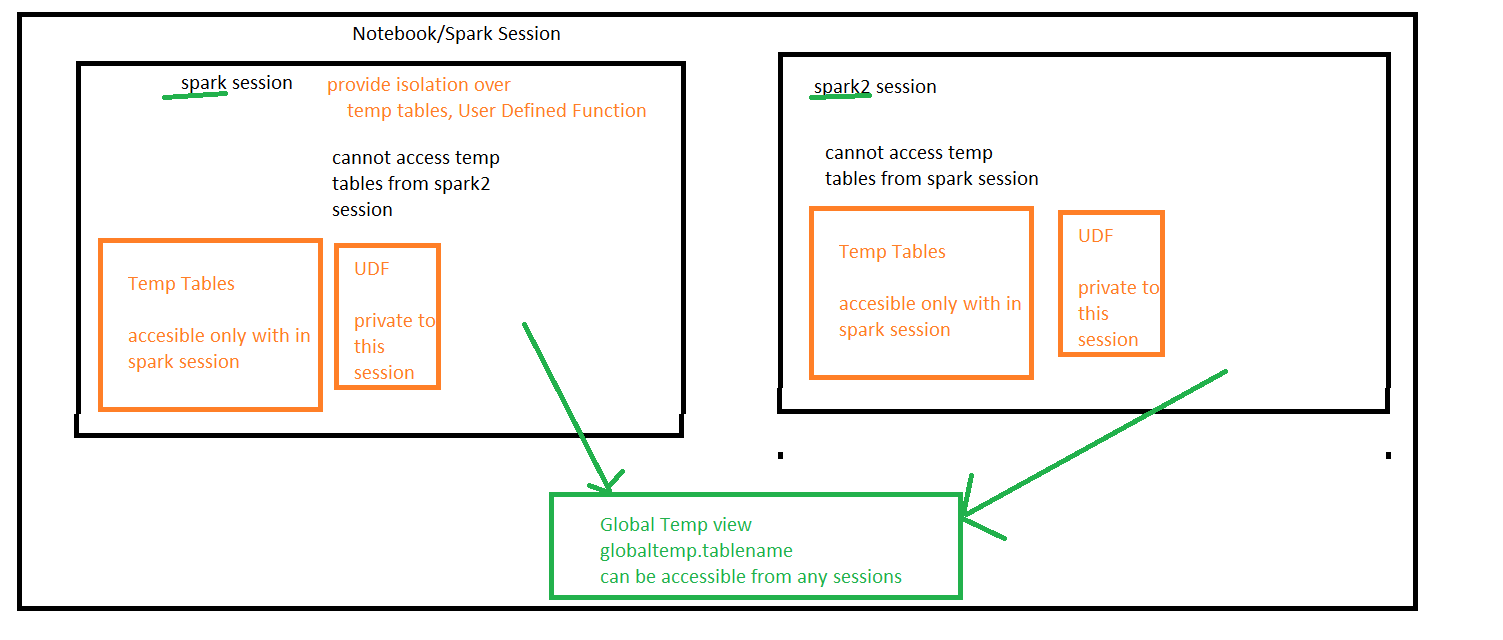 Notebook/Spark Session
spark session
provide isolation over
temp tables, User Defined Function
cannot access temp
tables from spark2
session
Temp Tables
accesible only with in
spark session
UDF
private to
this
session
spark2 session
cannot access temp
tables from spark session
Temp Tables
accesible only with in
spark session
UDF
private to
this
session
Global Temp view
globaltemp.tablename
can be accessible from any sessions